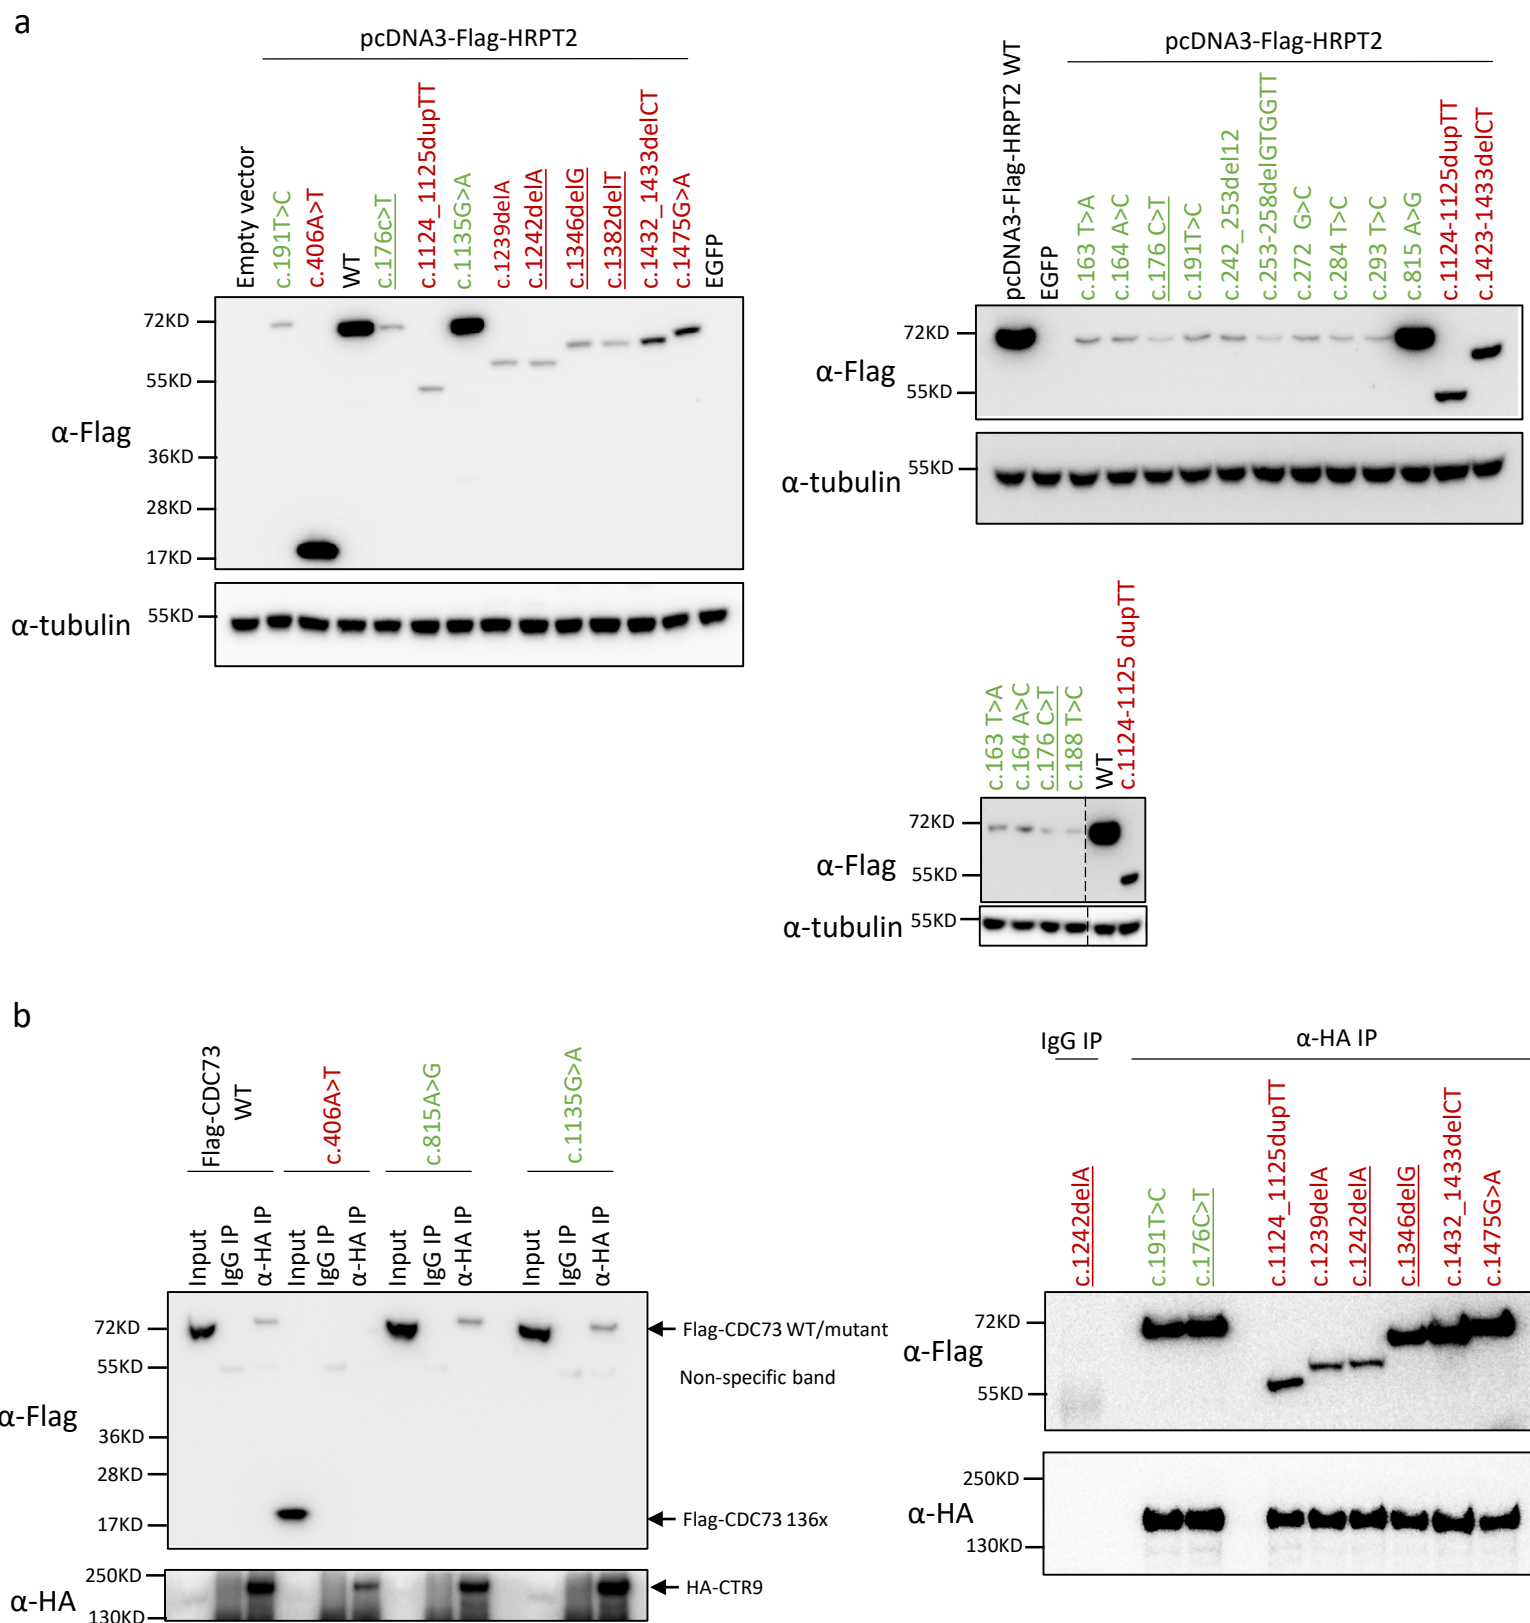 a
pcDNA3-Flag-HRPT2
Empty vector
c.191T>C
c.406A>T
WT
c.176c>T
c.1124_1125dupTT
c.1135G>A
c.1239delA
c.1242delA
c.1346delG
c.1382delT
c.1432_1433delCT
c.1475G>A
EGFP
72KD
55KD
α-Flag
36KD
28KD
17KD
55KD
α-tubulin
pcDNA3-Flag-HRPT2
pcDNA3-Flag-HRPT2 WT
EGFP
c.163 T>A
c.164 A>C
c.176 C>T
c.191T>C
c.242_253del12
c.253-258delGTGGTT
c.272 G>C
c.284 T>C
c.293 T>C
c.815 A>G
c.1124-1125dupTT
c.1423-1433delCT
72KD
α-Flag
55KD
55KD
α-tubulin
c.163 T>A
c.164 A>C
c.176 C>T
c.188 T>C
WT
c.1124-1125 dupTT
72KD
α-Flag
55KD
55KD
α-tubulin
b
Flag-CDC73
WT
c.406A>T
c.815A>G
c.1135G>A
Input
IgG IP
α-HA IP
Input
IgG IP
α-HA IP
Input
IgG IP
α-HA IP
Input
IgG IP
α-HA IP
72KD
Flag-CDC73 WT/mutant
55KD
Non-specific band
α-Flag
36KD
28KD
17KD
Flag-CDC73 136x
250KD
α-HA
HA-CTR9
130KD
IgG IP
α-HA IP
c.1242delA
c.191T>C
c.176C>T
c.1124_1125dupTT
c.1239delA
c.1242delA
c.1346delG
c.1432_1433delCT
c.1475G>A
72KD
α-Flag
55KD
250KD
α-HA
130KD